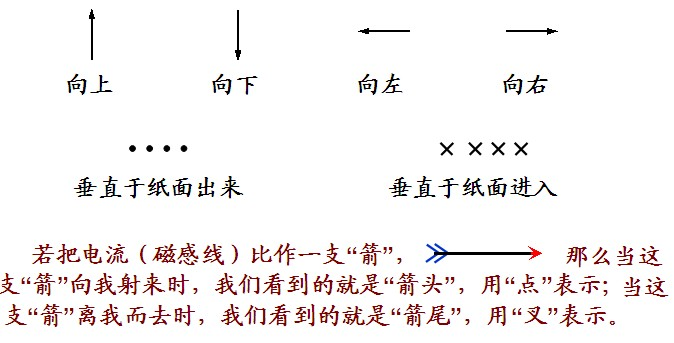 向上 向下 向左 向右
• • • • × × × ×
垂直于纸面出来 垂直于纸面进入
若把电流（磁感线）比作一支“箭”， 那么当这
支“箭”向我射来时，我们看到的就是“箭头”，用“点”表示；当这
支“箭”离我而去时，我们看到的就是“箭尾”，用“叉”表示。